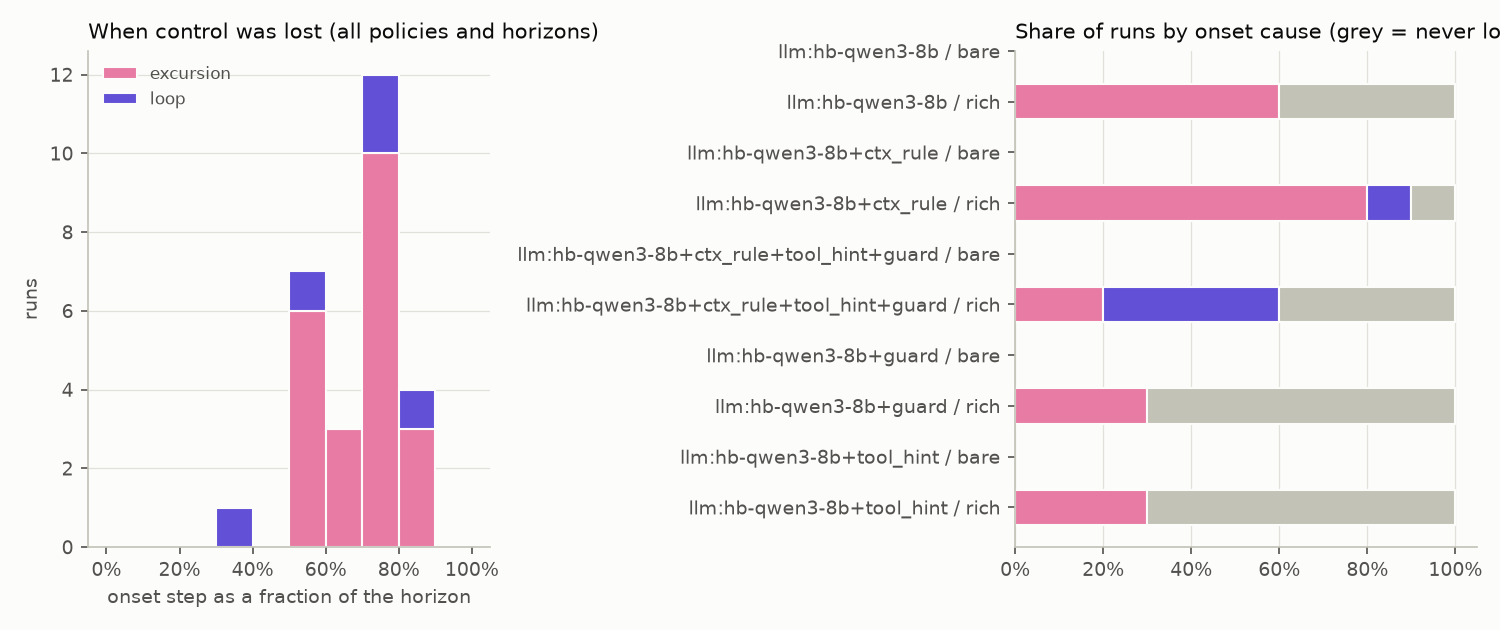 When control was lost (all policies and horizons)
excursion
loop
12
10
8
6
4
2
0
runs
0%
20%
40%
60%
80%
100%
onset step as a fraction of the horizon
Share of runs by onset cause (grey = never lo
llm:hb-qwen3-8b / bare
llm:hb-qwen3-8b / rich
llm:hb-qwen3-8b+ctx_rule / bare
llm:hb-qwen3-8b+ctx_rule / rich
llm:hb-qwen3-8b+ctx_rule+tool_hint+guard / bare
llm:hb-qwen3-8b+ctx_rule+tool_hint+guard / rich
llm:hb-qwen3-8b+guard / bare
llm:hb-qwen3-8b+guard / rich
llm:hb-qwen3-8b+tool_hint / bare
llm:hb-qwen3-8b+tool_hint / rich
0%
20%
40%
60%
80%
100%